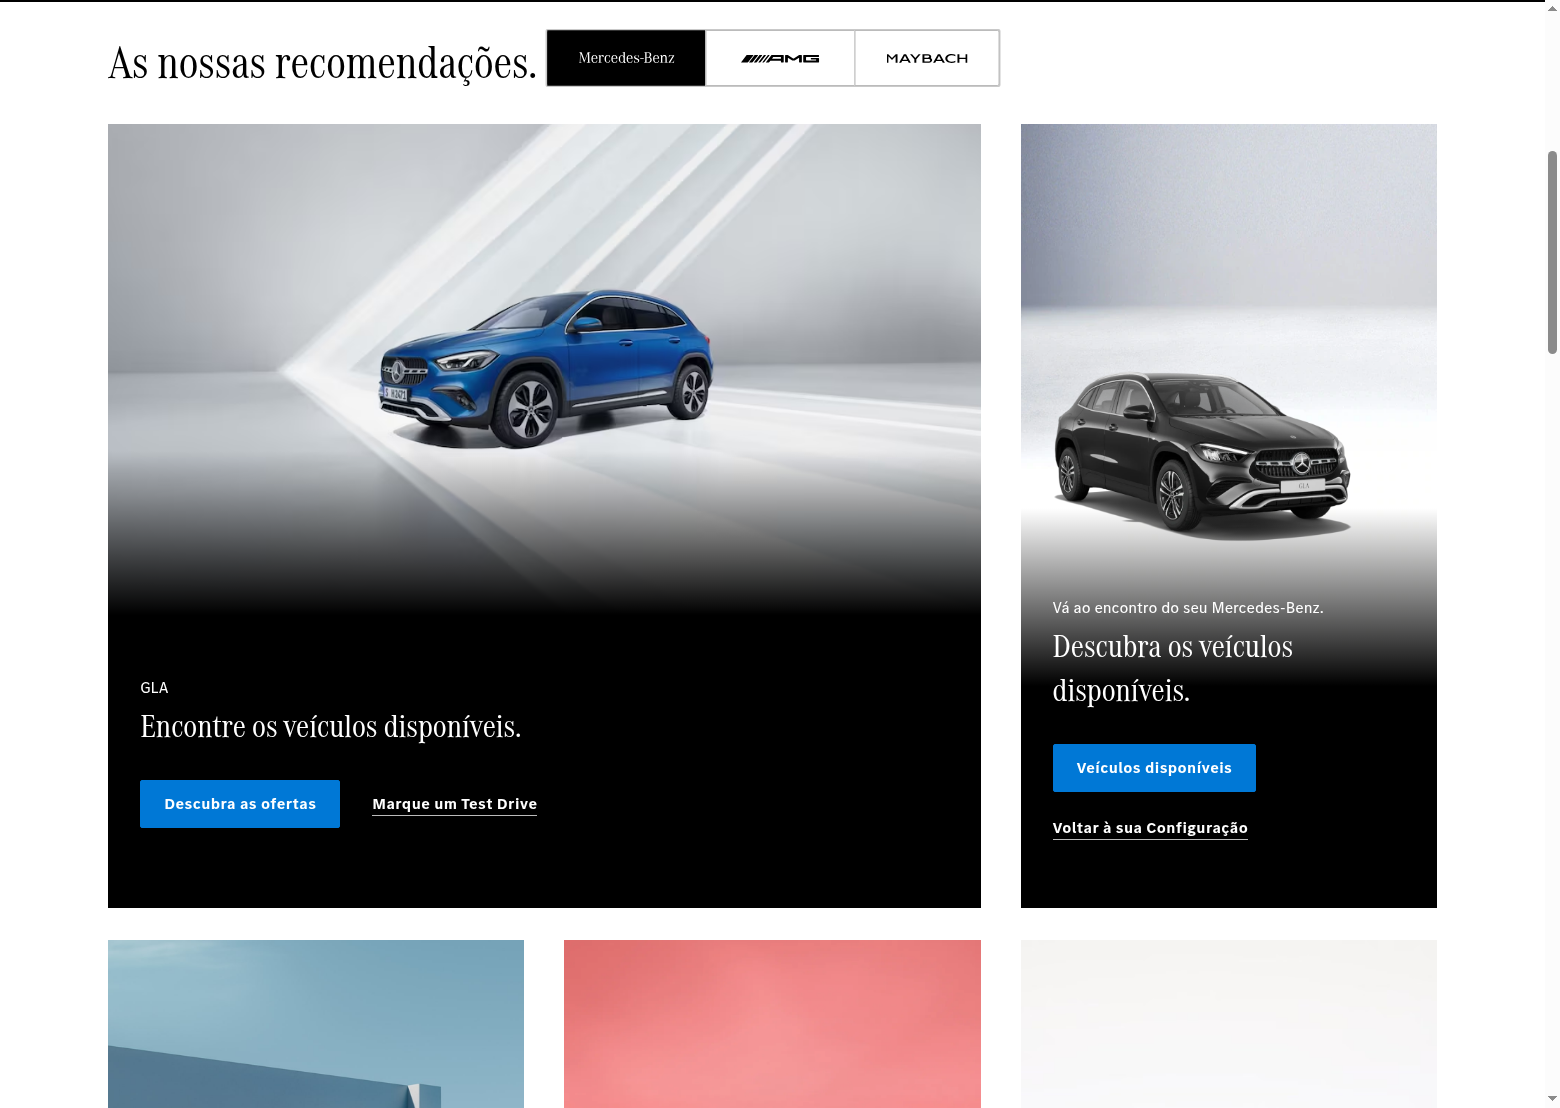 As nossas recomendações.
Mercedes-Benz
AMG
MAYBACH
GLA
GLA
Encontre os veículos disponíveis.
Descubra as ofertas
Marque um Test Drive
Vá ao encontro do seu Mercedes-Benz.
Descubra os veículos
disponíveis.
Veículos disponíveis
Voltar à sua Configuração